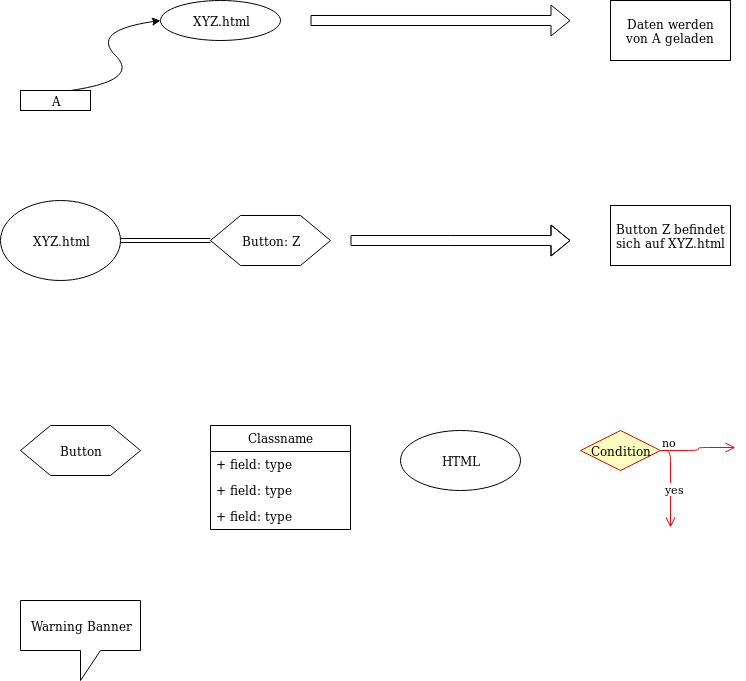 XYZ.html
Daten werden
von A geladen
A
XYZ.html
Button: Z
Button Z befindet
sich auf XYZ.html
Button
Classname
+ field: type
+ field: type
+ field: type
HTML
Condition
no
yes
Warning Banner